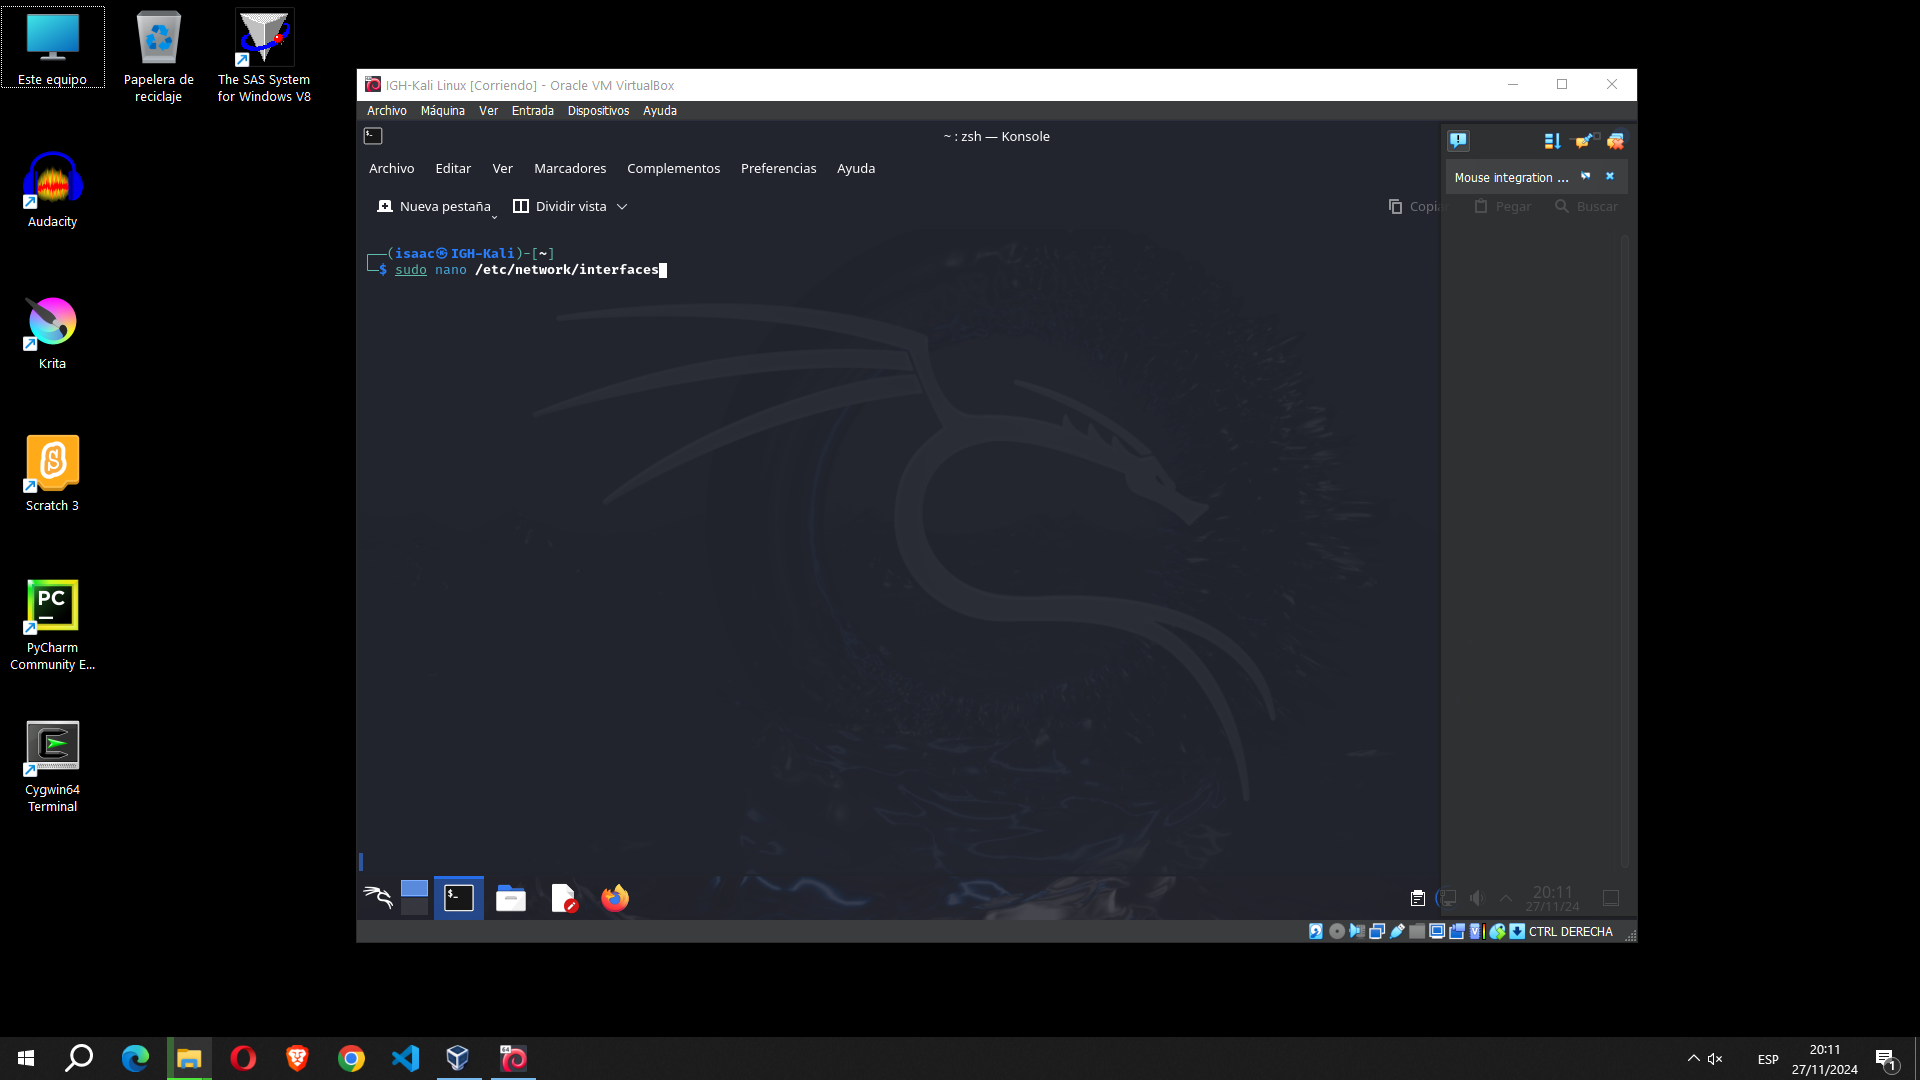 Este equipo
Papelera de
reciclaje
The SAS System
for Windows V8
Audacity
Krita
Scratch 3
PC
PyCharm
Community E...
Cygwin64
Terminal
IGH-Kali Linux [Corriendo] - Oracle VM VirtualBox
Archivo Máquina Ver Entrada Dispositivos Ayuda
~ : zsh — Konsole
Archivo Editar Ver Marcadores Complementos Preferencias Ayuda
Mouse integration ...
Nueva pestaña Dividir vista Copiar Pegar Buscar
(isaac㉿IGH-Kali)-[~]
$ sudo nano /etc/network/interfaces
20:11
27/11/24
CTRL DERECHA
ESP
20:11
27/11/2024
1